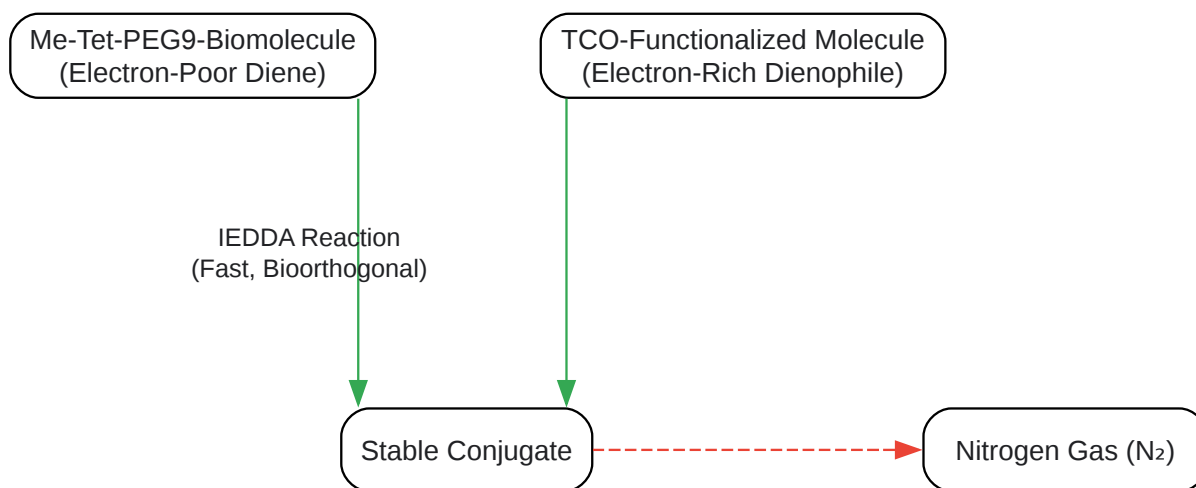 Me-Tet-PEG9-Biomolecule
(Electron-Poor Diene)
TCO-Functionalized Molecule
(Electron-Rich Dienophile)
IEDDA Reaction
(Fast, Bioorthogonal)
Stable Conjugate
Nitrogen Gas (N₂)